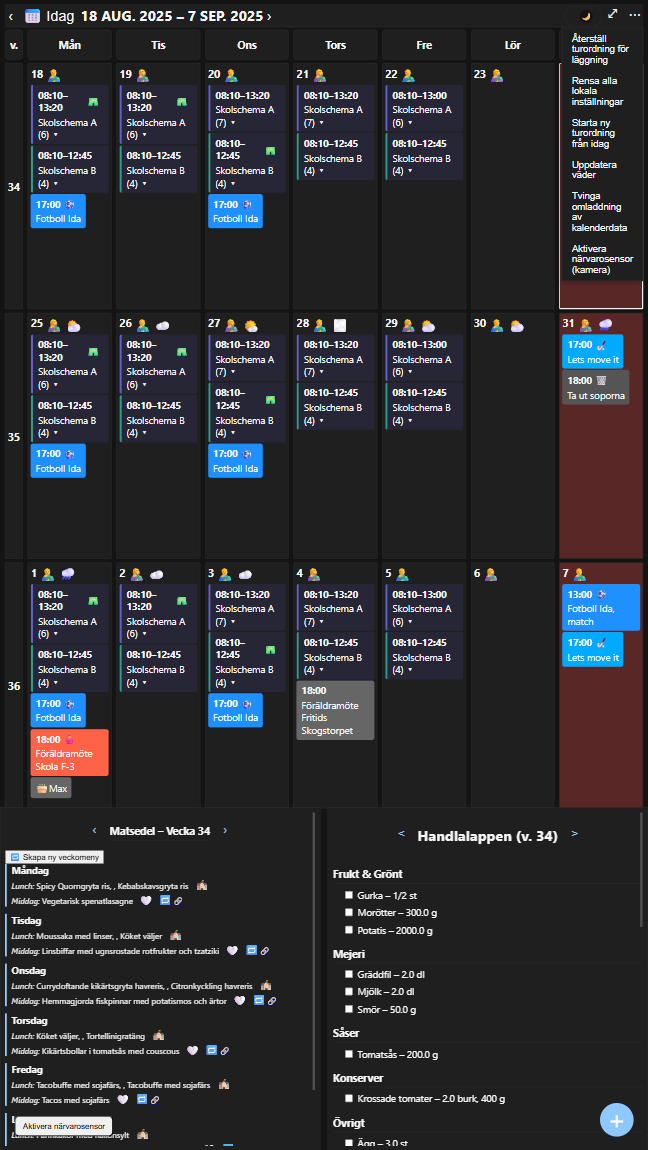 ‹ Idag 18 AUG. 2025 – 7 SEP. 2025 › ···
v. Mån Tis Ons Tors Fre Lör
Återställ
turordning för
läggning
Rensa alla
lokala
inställningar
Starta ny
turordning
från idag
Uppdatera
väder
Tvinga
omladdning
av
kalenderdata
Aktivera
närvarosensor
(kamera)
34
18
08:10–
13:20
Skolschema A
(6)
08:10–12:45
Skolschema B
(4)
17:00
Fotboll Ida
19
08:10–
13:20
Skolschema A
(6)
08:10–12:45
Skolschema B
(4)
20
08:10–13:20
Skolschema A
(7)
08:10–
12:45
Skolschema B
(4)
17:00
Fotboll Ida
21
08:10–13:20
Skolschema A
(7)
08:10–12:45
Skolschema B
(4)
22
08:10–13:00
Skolschema A
(6)
08:10–12:45
Skolschema B
(4)
23
35
25
08:10–
13:20
Skolschema A
(6)
08:10–12:45
Skolschema B
(4)
17:00
Fotboll Ida
26
08:10–
13:20
Skolschema A
(6)
08:10–12:45
Skolschema B
(4)
27
08:10–13:20
Skolschema A
(7)
08:10–
12:45
Skolschema B
(4)
17:00
Fotboll Ida
28
08:10–13:20
Skolschema A
(7)
08:10–12:45
Skolschema B
(4)
29
08:10–13:00
Skolschema A
(6)
08:10–12:45
Skolschema B
(4)
30
31
17:00
Lets move it
18:00
Ta ut soporna
36
1
08:10–
13:20
Skolschema A
(6)
08:10–12:45
Skolschema B
(4)
17:00
Fotboll Ida
18:00
Föräldramöte
Skola F-3
Max
2
08:10–
13:20
Skolschema A
(6)
08:10–12:45
Skolschema B
(4)
3
08:10–13:20
Skolschema A
(7)
08:10–
12:45
Skolschema B
(4)
17:00
Fotboll Ida
4
08:10–13:20
Skolschema A
(7)
08:10–12:45
Skolschema B
(4)
18:00
Föräldramöte
Fritids
Skogstorpet
5
08:10–13:00
Skolschema A
(6)
08:10–12:45
Skolschema B
(4)
6
7
13:00
Fotboll Ida,
match
17:00
Lets move it
‹ Matsedel – Vecka 34 ›
Skapa ny veckomeny
Måndag
Lunch: Spicy Quorngryta ris, , Kebabskavsgryta ris
Middag: Vegetarisk spenatlasagne
Tisdag
Lunch: Moussaka med linser, , Köket väljer
Middag: Linsbiffar med ugnsrostade rotfrukter och tzatziki
Onsdag
Lunch: Currydoftande kikärtsgryta havreris, , Citronkyckling havreris
Middag: Hemmagjorda fiskpinnar med potatismos och ärtor
Torsdag
Lunch: Köket väljer, , Tortellinigratäng
Middag: Kikärtsbollar i tomatsås med couscous
Fredag
Lunch: Tacobuffe med sojafärs, , Tacobuffe med sojafärs
Middag: Tacos med sojafärs
Aktivera närvarosensor
< Handlalappen (v. 34) >
Frukt & Grönt
Gurka – 1/2 st
Morötter – 300.0 g
Potatis – 2000.0 g
Mejeri
Gräddfil – 2.0 dl
Mjölk – 2.0 dl
Smör – 50.0 g
Såser
Tomatsås – 200.0 g
Konserver
Krossade tomater – 2.0 burk, 400 g
Övrigt
Ägg – 3.0 st
+